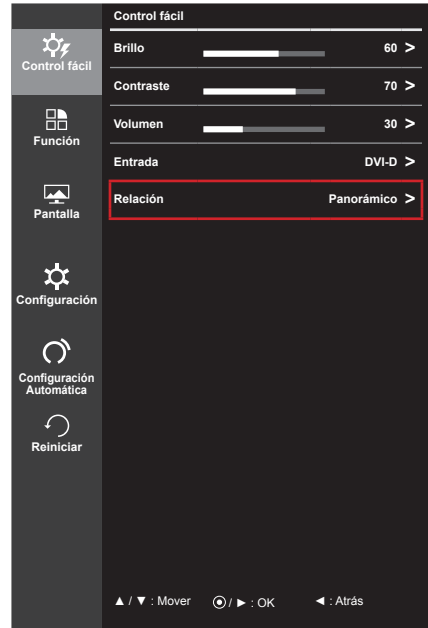 Control fácil
Control fácil
Función
Pantalla
Configuración
Configuración
Automática
Reiniciar
Brillo 60 >
Contraste 70 >
Volumen 30 >
Entrada DVI-D >
Relación Panorámico >
▲ / ▼ : Mover ⦿/ ► : OK ◄ : Atrás